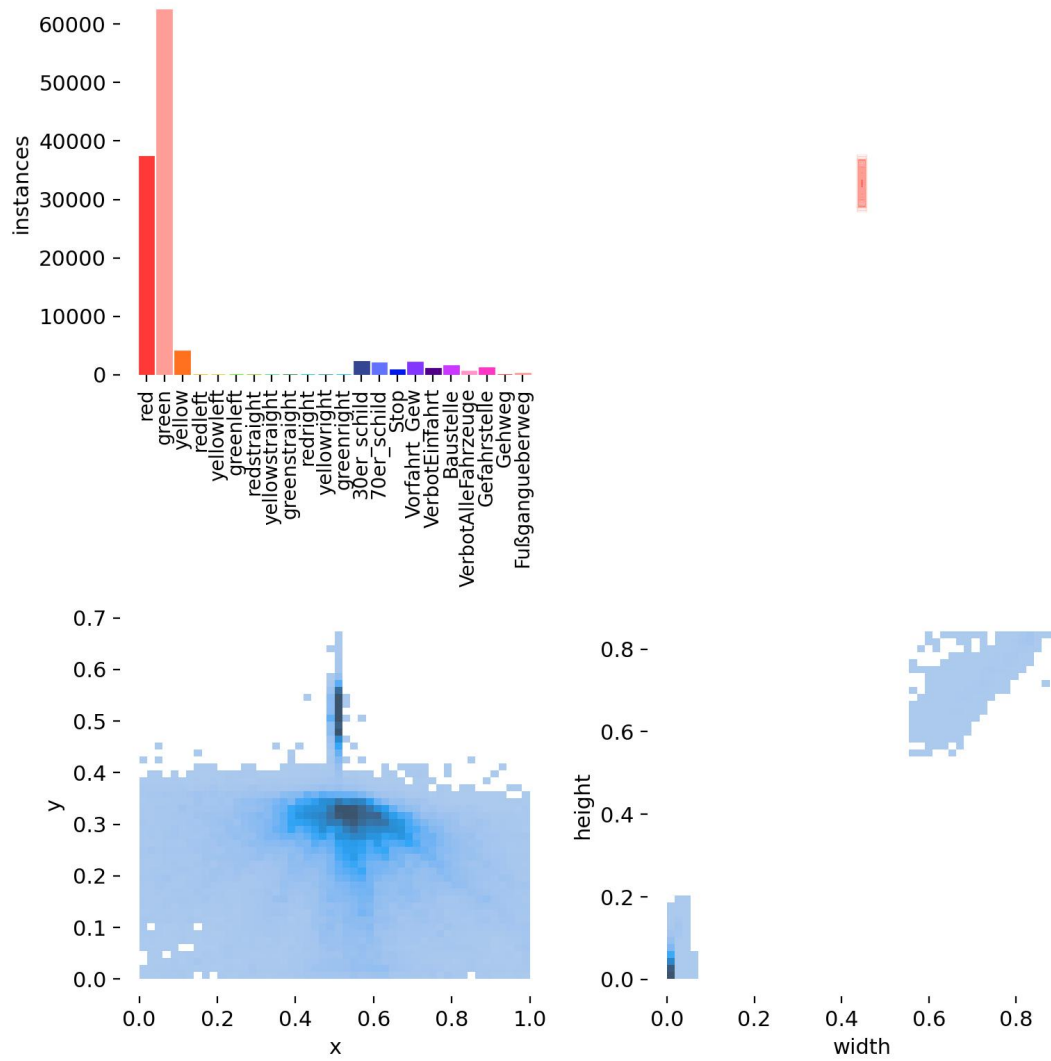 60000
50000
40000
30000
20000
10000
0
instances
red
green
yellow
redleft
yellowleft
greenleft
redstraight
yellowstraight
greenstraight
redright
yellowright
greenright
30er_schild
70er_schild
Stop
Vorfahrt_Gew
VerbotEinfahrt
Baustelle
VerbotAlleFahrzeuge
Gefahrstelle
Gehweg
Fußgangueberweg
0.7
0.6
0.5
0.4
0.3
0.2
0.1
0.0
y
0.0 0.2 0.4 0.6 0.8 1.0
x
0.8
0.6
0.4
0.2
0.0
height
0.0 0.2 0.4 0.6 0.8
width